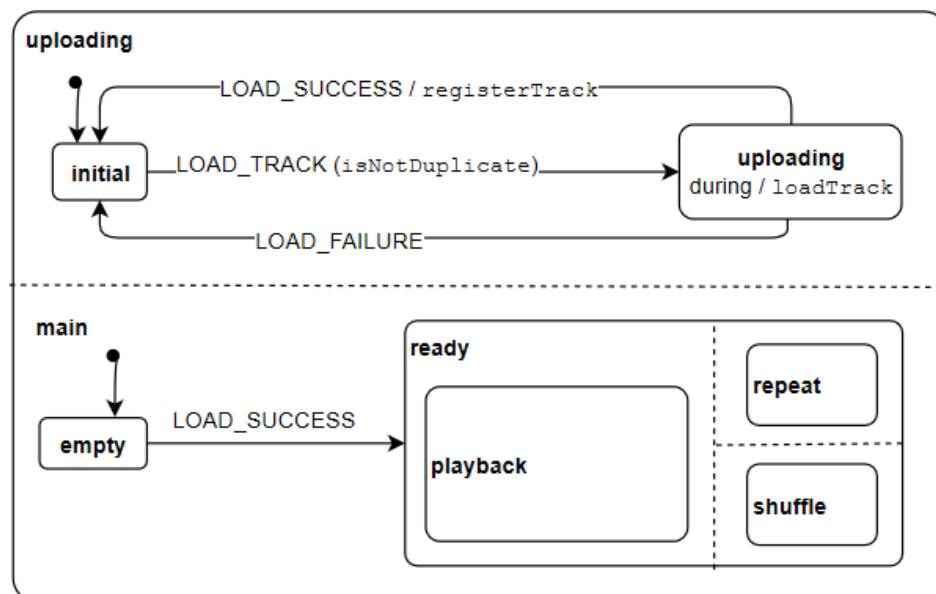 uploading
LOAD_SUCCESS / registerTrack
initial
LOAD_TRACK (isNotDuplicate)
uploading
during / loadTrack
LOAD_FAILURE
main
ready
repeat
empty
LOAD_SUCCESS
playback
shuffle